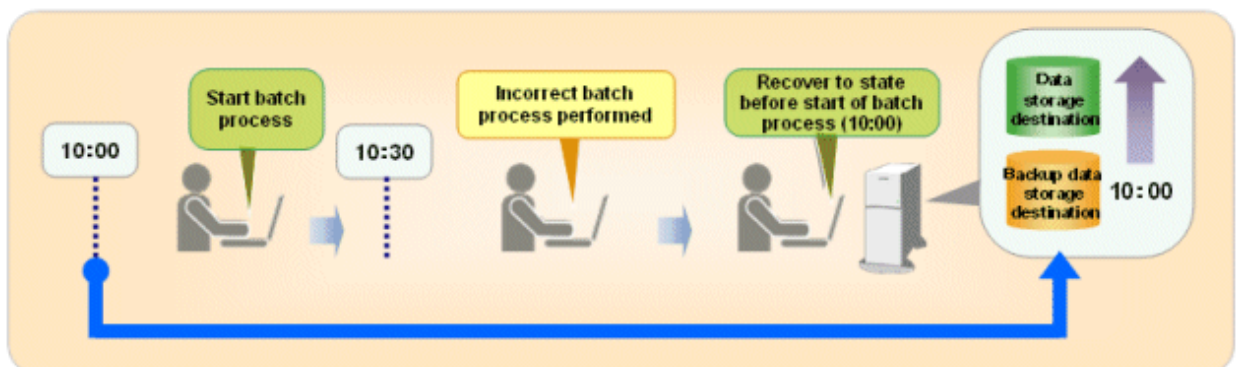 10:00
Start batch
process
10:30
Incorrect batch
process performed
Recover to state
before start of batch
process (10:00)
Data
storage
destination
Backup data
storage
destination
10:00